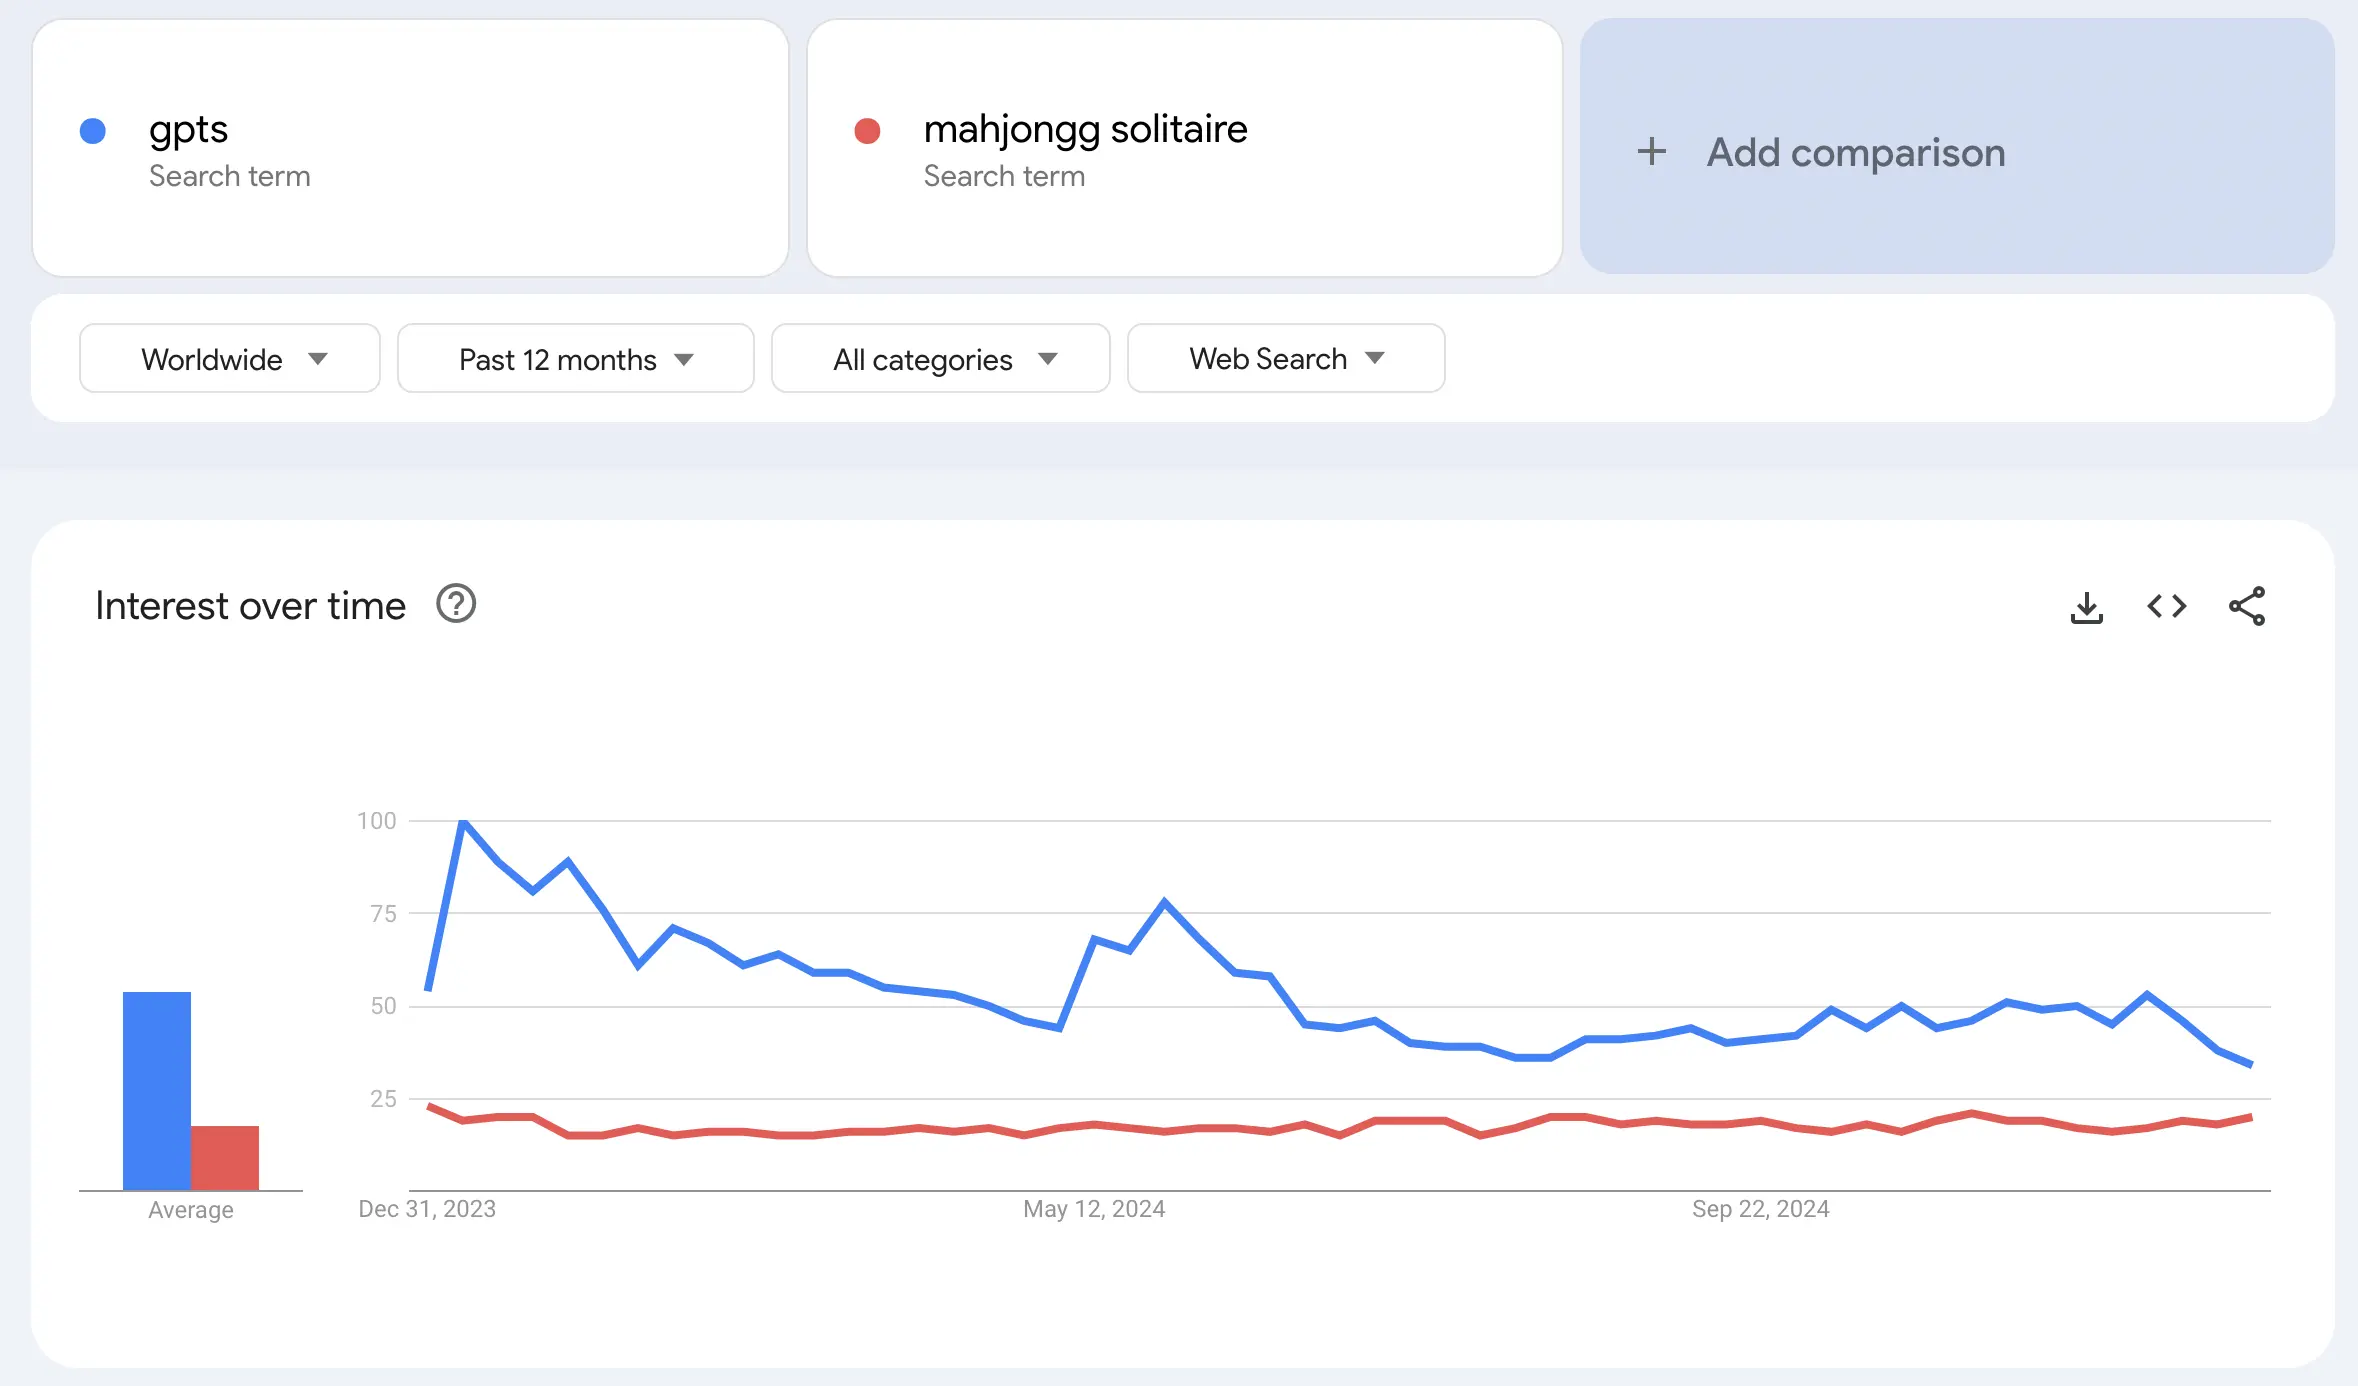 gpts
Search term
mahjongg solitaire
Search term
+ Add comparison
Worldwide
Past 12 months
All categories
Web Search
Interest over time
100
75
50
25
Average
Dec 31, 2023
May 12, 2024
Sep 22, 2024